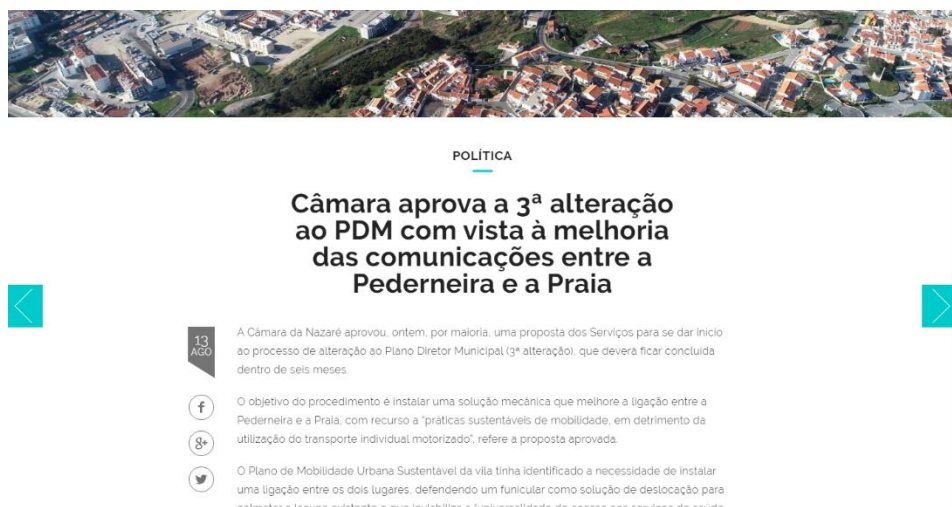 POLÍTICA
Câmara aprova a 3ª alteração
ao PDM com vista à melhoria
das comunicações entre a
Pederneira e a Praia
13
AGO
A Câmara da Nazaré aprovou, ontem, por maioria, uma proposta dos Serviços para se dar início
ao processo de alteração ao Plano Diretor Municipal (3ª alteração), que deverá ficar concluída
dentro de seis meses.
O objetivo do procedimento é instalar uma solução mecânica que melhore a ligação entre a
Pederneira e a Praia, com recurso a "práticas sustentáveis de mobilidade, em detrimento da
utilização do transporte individual motorizado", refere a proposta aprovada.
O Plano de Mobilidade Urbana Sustentável da vila tinha identificado a necessidade de instalar
uma ligação entre os dois lugares, defendendo um funicular como solução de deslocação para